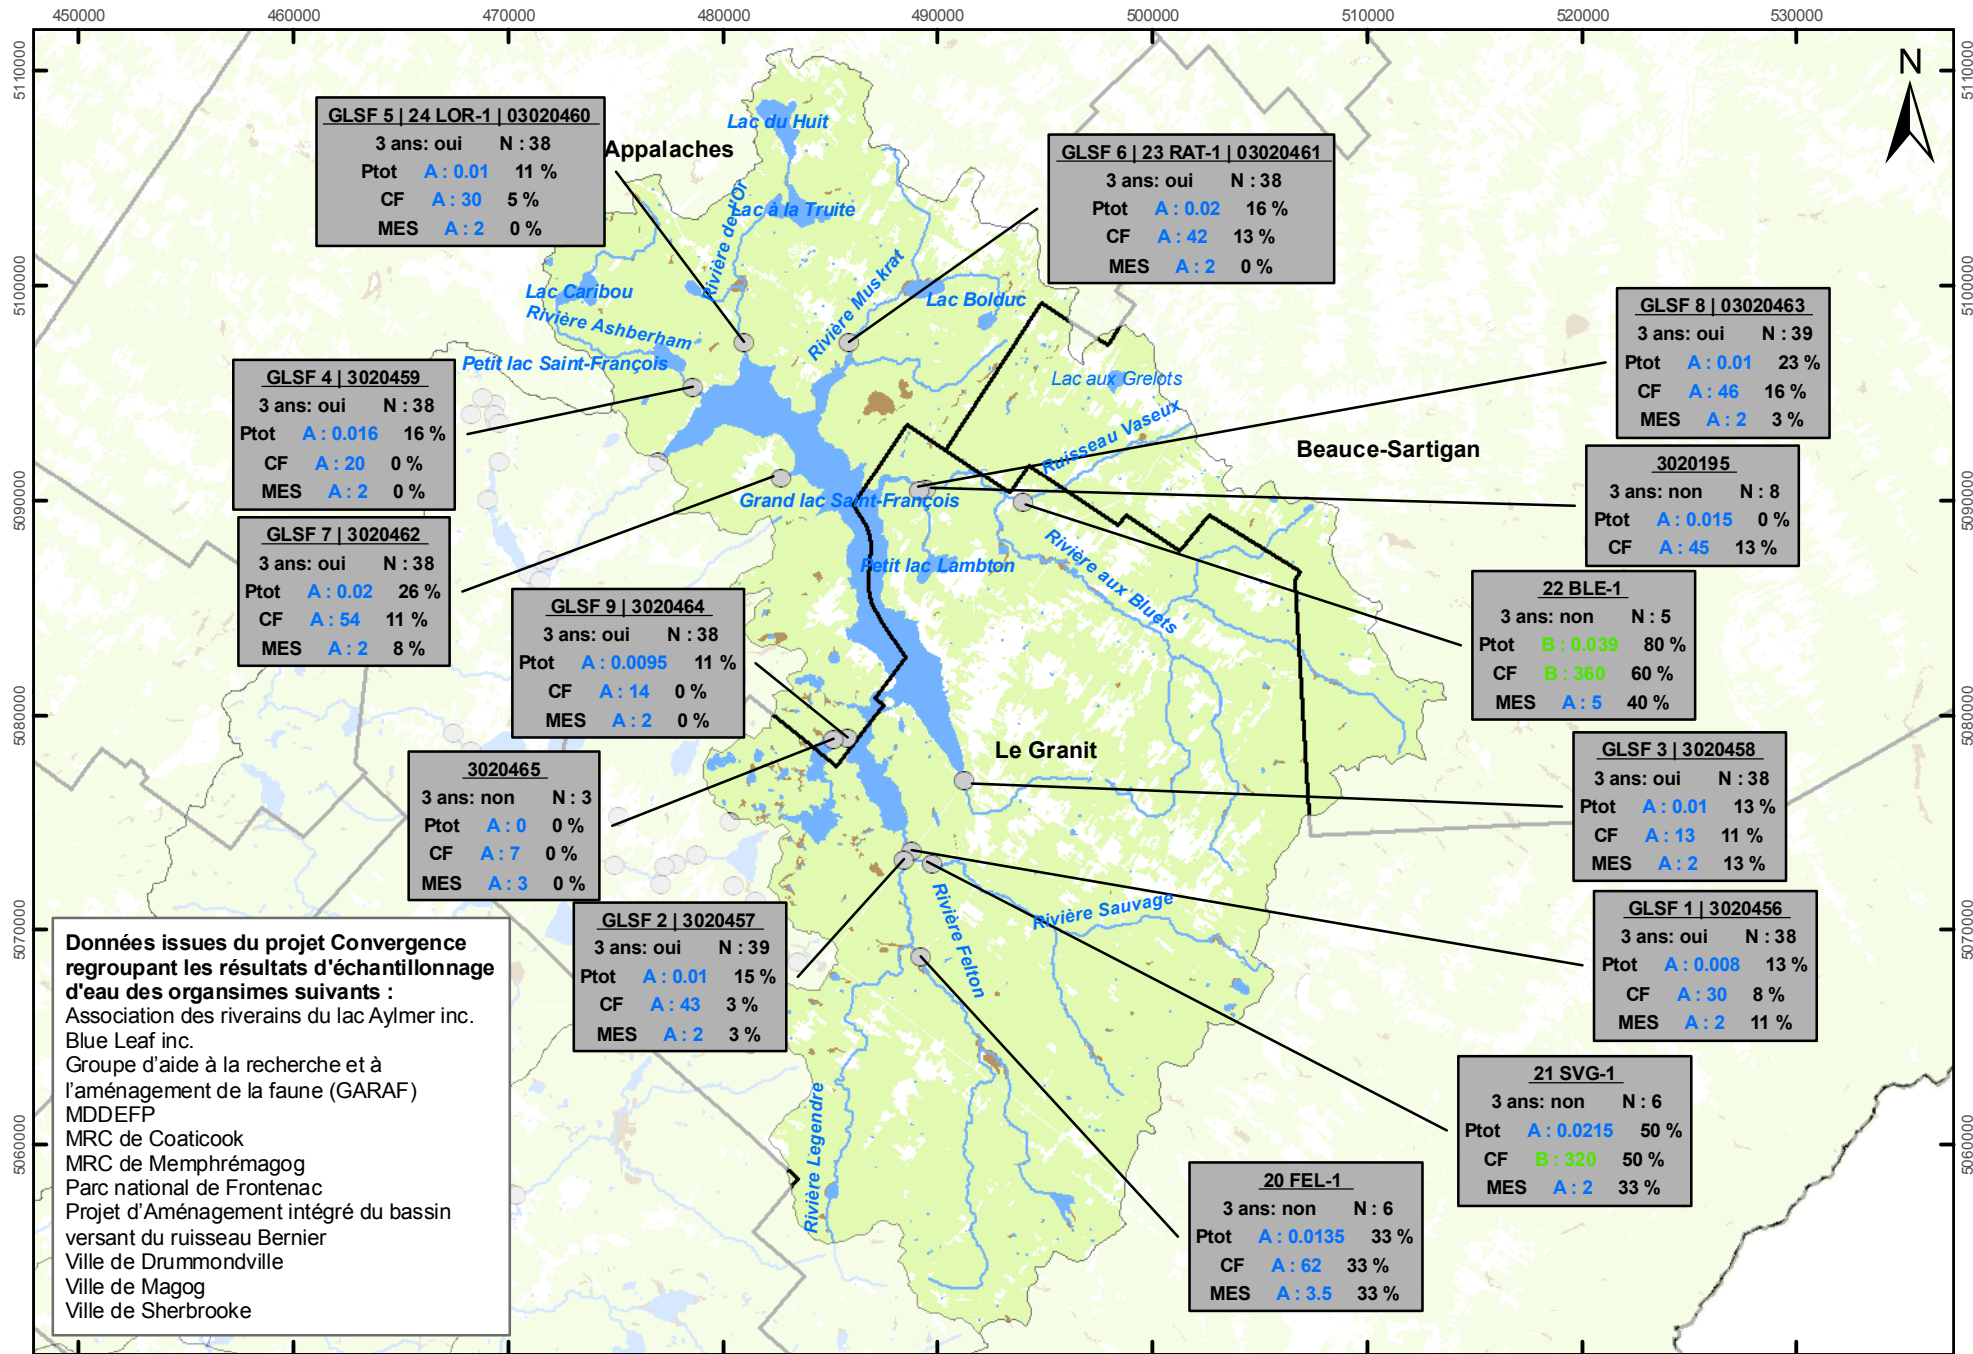 450000 460000 470000 480000 490000 500000 510000 520000 530000
5110000 5110000
5100000 5100000
5090000 5090000
5080000 5080000
5070000 5070000
5060000 5060000
N
GLSF 5 | 24 LOR-1 | 03020460
3 ans: oui N : 38
Ptot A : 0.01 11 %
CF A : 30 5 %
MES A : 2 0 %
Appalaches
Lac du Huit
Lac à la Truite
Rivière de l'Or
GLSF 6 | 23 RAT-1 | 03020461
3 ans: oui N : 38
Ptot A : 0.02 16 %
CF A : 42 13 %
MES A : 2 0 %
Lac Caribou
Rivière Ashberham
Petit lac Saint-François
Rivière Muskrat
Lac Bolduc
GLSF 8 | 03020463
3 ans: oui N : 39
Ptot A : 0.01 23 %
CF A : 46 16 %
MES A : 2 3 %
GLSF 4 | 3020459
3 ans: oui N : 38
Ptot A : 0.016 16 %
CF A : 20 0 %
MES A : 2 0 %
Lac aux Grelots
Ruisseau Vaseux
Beauce-Sartigan
3020195
3 ans: non N : 8
Ptot A : 0.015 0 %
CF A : 45 13 %
Grand lac Saint-François
GLSF 7 | 3020462
3 ans: oui N : 38
Ptot A : 0.02 26 %
CF A : 54 11 %
MES A : 2 8 %
Petit lac Lambton
Rivière aux Bluets
22 BLE-1
3 ans: non N : 5
Ptot B : 0.039 80 %
CF B : 360 60 %
MES A : 5 40 %
GLSF 9 | 3020464
3 ans: oui N : 38
Ptot A : 0.0095 11 %
CF A : 14 0 %
MES A : 2 0 %
Le Granit
GLSF 3 | 3020458
3 ans: oui N : 38
Ptot A : 0.01 13 %
CF A : 13 11 %
MES A : 2 13 %
3020465
3 ans: non N : 3
Ptot A : 0 0 %
CF A : 7 0 %
MES A : 3 0 %
GLSF 2 | 3020457
3 ans: oui N : 39
Ptot A : 0.01 15 %
CF A : 43 3 %
MES A : 2 3 %
Rivière Felton
Rivière Sauvage
GLSF 1 | 3020456
3 ans: oui N : 38
Ptot A : 0.008 13 %
CF A : 30 8 %
MES A : 2 11 %
Rivière Legendre
21 SVG-1
3 ans: non N : 6
Ptot A : 0.0215 50 %
CF B : 320 50 %
MES A : 2 33 %
20 FEL-1
3 ans: non N : 6
Ptot A : 0.0135 33 %
CF A : 62 33 %
MES A : 3.5 33 %
Données issues du projet Convergence
regroupant les résultats d'échantillonnage
d'eau des organsimes suivants :
Association des riverains du lac Aylmer inc.
Blue Leaf inc.
Groupe d'aide à la recherche et à
l'aménagement de la faune (GARAF)
MDDEFP
MRC de Coaticook
MRC de Memphrémagog
Parc national de Frontenac
Projet d'Aménagement intégré du bassin
versant du ruisseau Bernier
Ville de Drummondville
Ville de Magog
Ville de Sherbrooke